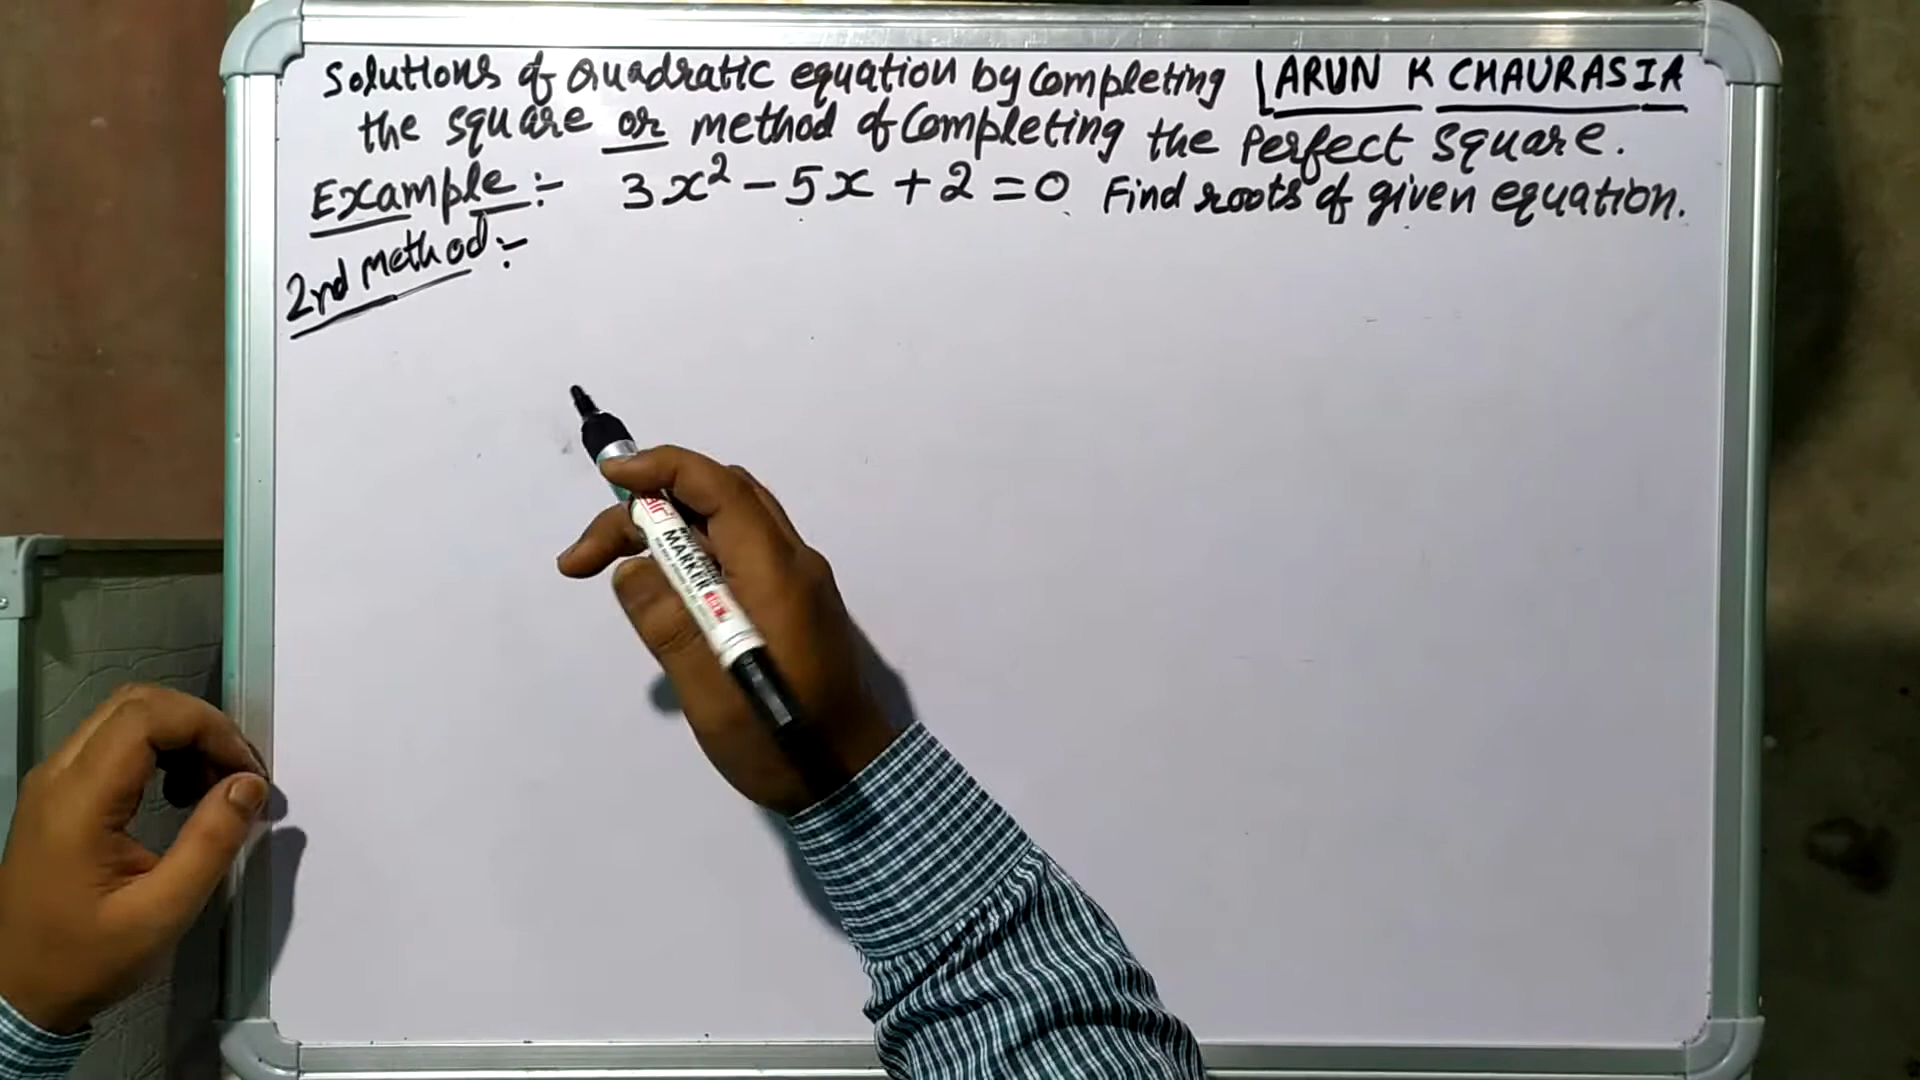 Solutions of Quadratic equation by Completing ARUN K CHAURASIA
the square or method of Completing the Perfect Square.
Example :- 3x² - 5x + 2 = 0 Find roots of given equation.
2nd Method :-
MARKER